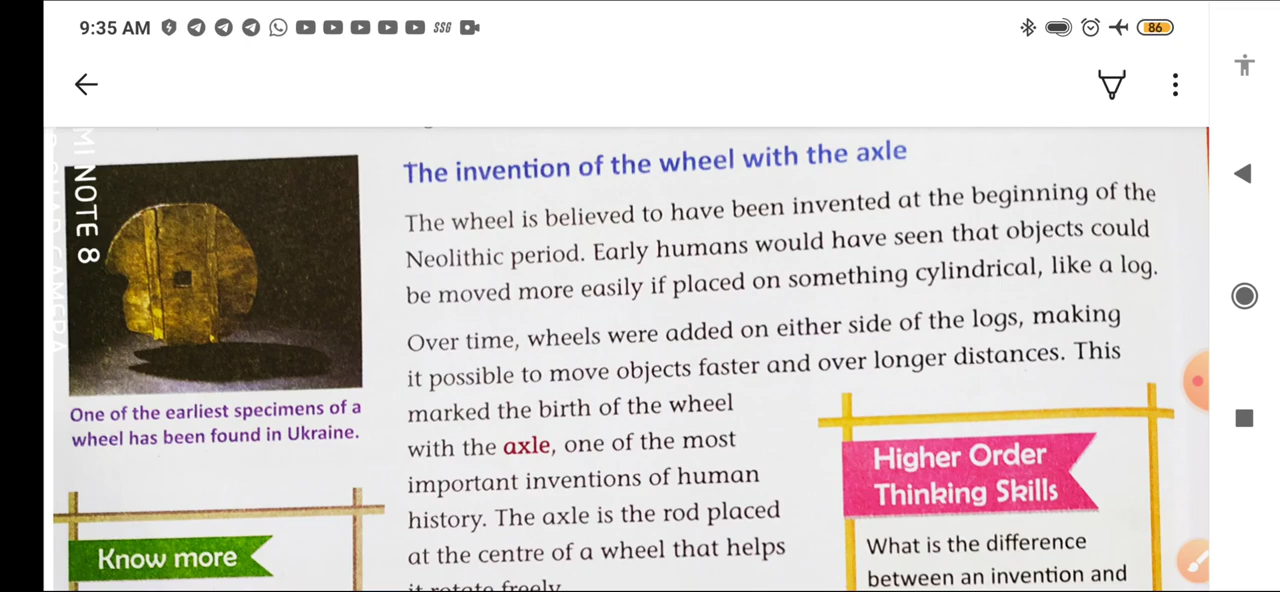 9:35 AM
SSG
86
MI NOTE 8
The invention of the wheel with the axle
The wheel is believed to have been invented at the beginning of the
Neolithic period. Early humans would have seen that objects could
be moved more easily if placed on something cylindrical, like a log.
Over time, wheels were added on either side of the logs, making
it possible to move objects faster and over longer distances. This
marked the birth of the wheel
with the axle, one of the most
important inventions of human
history. The axle is the rod placed
at the centre of a wheel that helps
it rotate freely
One of the earliest specimens of a
wheel has been found in Ukraine.
Know more
Higher Order
Thinking Skills
What is the difference
between an invention and